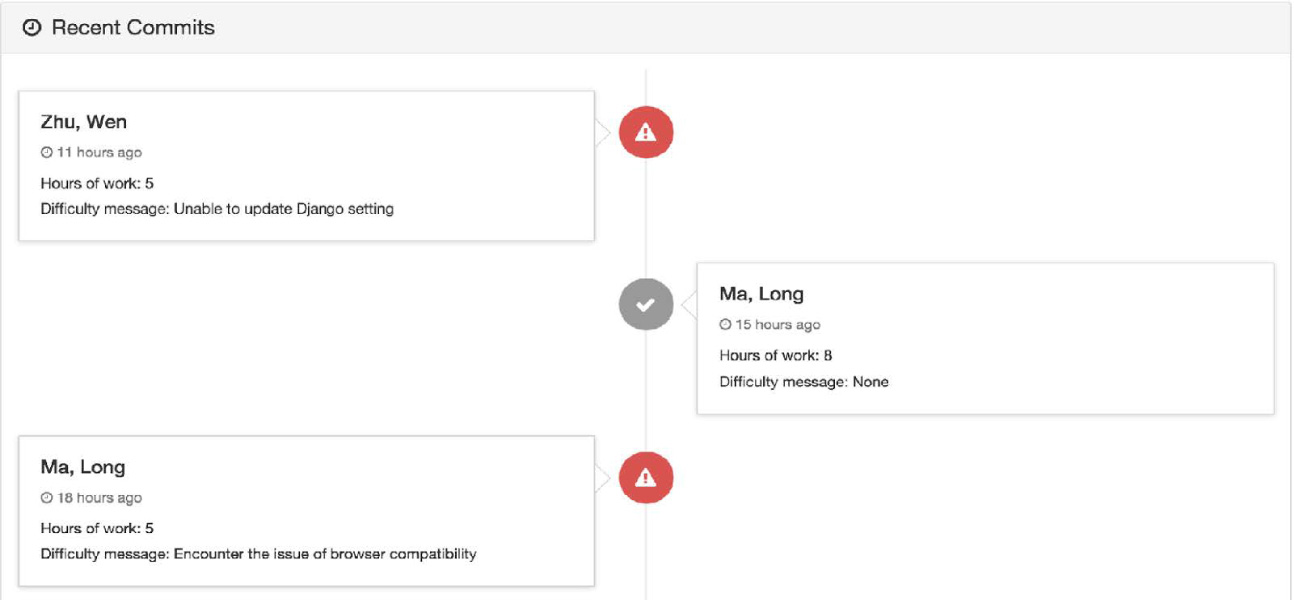 Recent Commits
Zhu, Wen
11 hours ago
Hours of work: 5
Difficulty message: Unable to update Django setting
Ma, Long
15 hours ago
Hours of work: 8
Difficulty message: None
Ma, Long
18 hours ago
Hours of work: 5
Difficulty message: Encounter the issue of browser compatibility